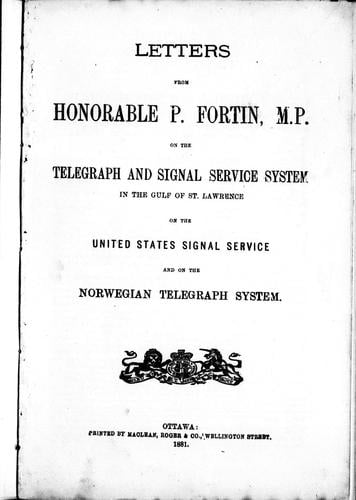 LETTERS
FROM
HONORABLE P. FORTIN, M.P.
ON THE
TELEGRAPH AND SIGNAL SERVICE SYSTEM
IN THE GULF OF ST. LAWRENCE
ON THE
UNITED STATES SIGNAL SERVICE
AND ON THE
NORWEGIAN TELEGRAPH SYSTEM.
OTTAWA:
PRINTED BY MACLEAN, ROGER & CO., WELLINGTON STREET.
1881.